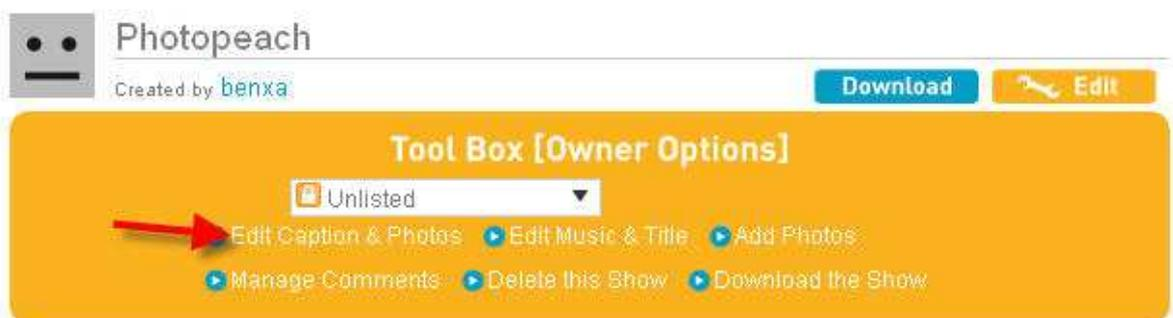 Photopeach
Created by benxa
Download
Edit
Tool Box [Owner Options]
Unlisted
Edit Caption & Photos Edit Music & Title Add Photos
Manage Comments Delete this Show Download the Show